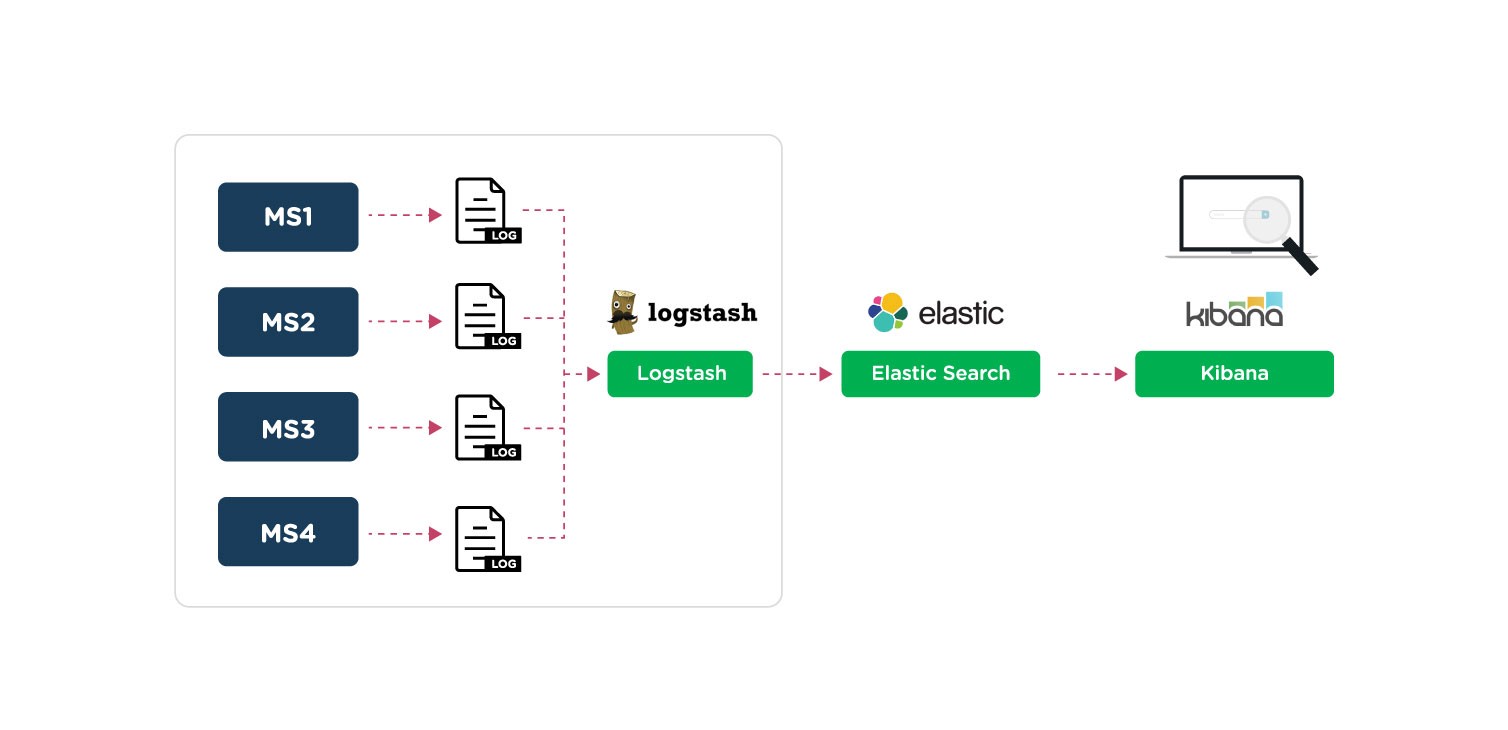 MS1
LOG
MS2
LOG
MS3
LOG
MS4
LOG
logstash
Logstash
elastic
Elastic Search
kibana
Kibana